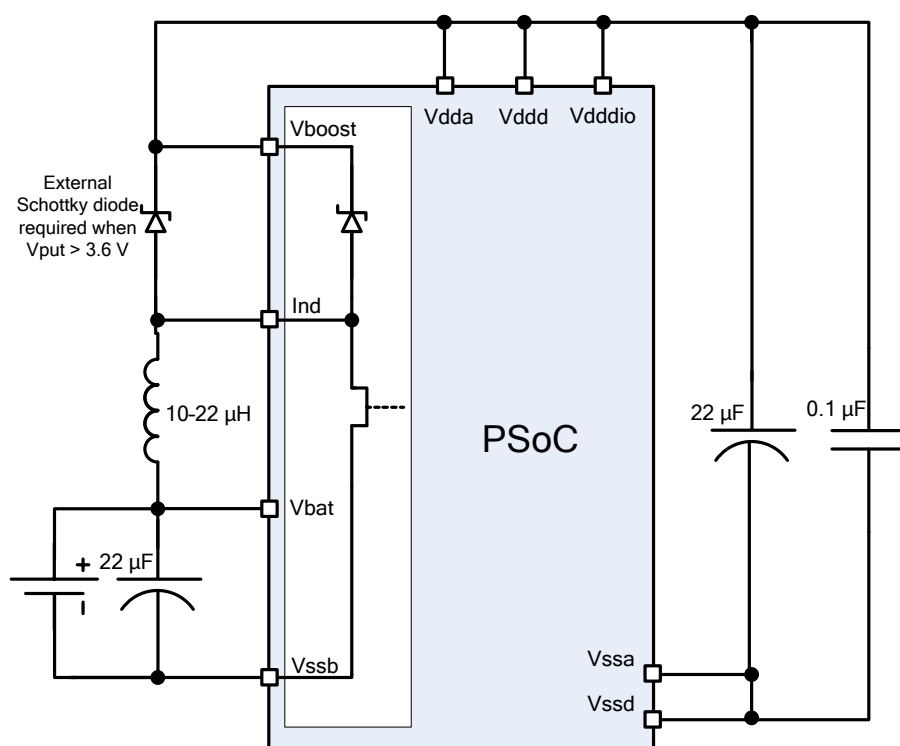 Vdda Vddd Vdddio
Vboost
External
Schottky diode
required when
Vput > 3.6 V
Ind
10-22 µH
PSoC
22 µF
0.1 µF
Vbat
+
22 µF
Vssb
Vssa
Vssd